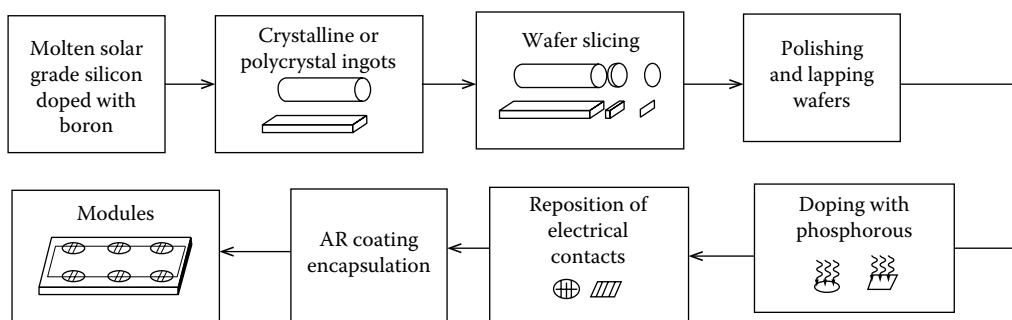 Molten solar
grade silicon
doped with
boron
Crystalline or
polycrystal ingots
Wafer slicing
Polishing
and lapping
wafers
Doping with
phosphorous
Reposition of
electrical
contacts
AR coating
encapsulation
Modules